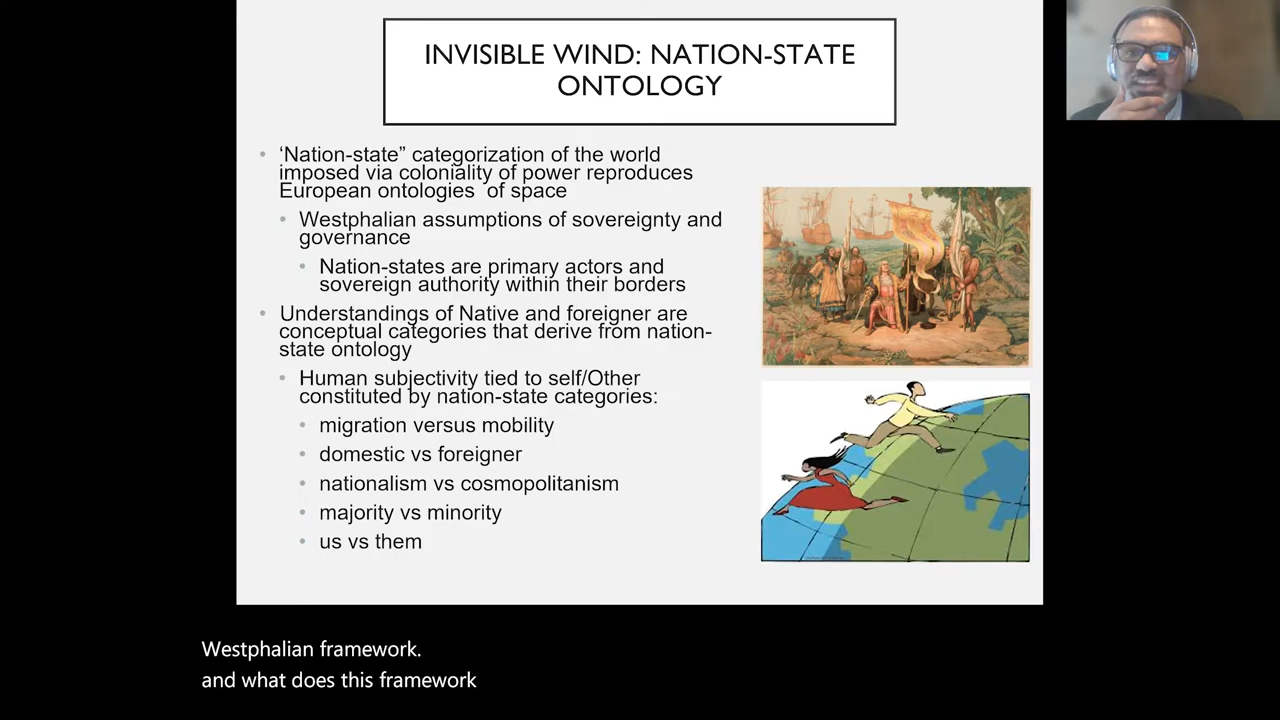 INVISIBLE WIND: NATION-STATE
ONTOLOGY
• ‘Nation-state” categorization of the world
imposed via coloniality of power reproduces
European ontologies of space
• Westphalian assumptions of sovereignty and
governance
• Nation-states are primary actors and
sovereign authority within their borders
• Understandings of Native and foreigner are
conceptual categories that derive from nation-
state ontology
• Human subjectivity tied to self/Other
constituted by nation-state categories:
• migration versus mobility
• domestic vs foreigner
• nationalism vs cosmopolitanism
• majority vs minority
• us vs them
Westphalian framework.
and what does this framework